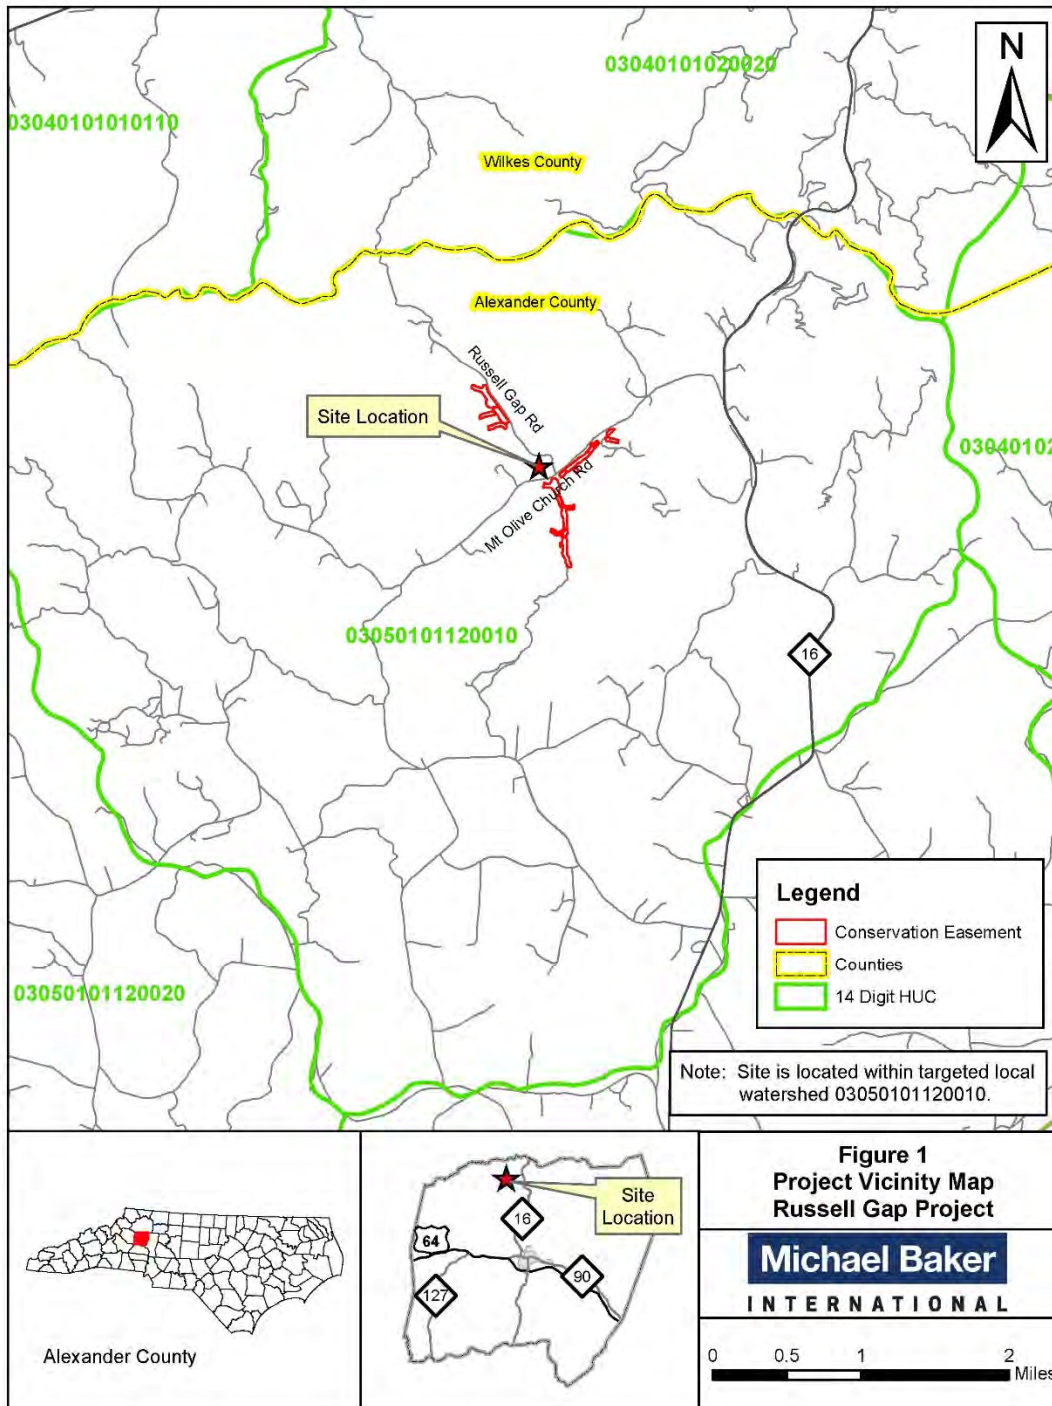 N
03040101020020
03040101010110
Wilkes County
Alexander County
Russell Gap Rd
Site Location
0304010
Mt Olive Church Rd
03050101120010
16
Legend
Conservation Easement
Counties
14 Digit HUC
03050101120020
Note: Site is located within targeted local
watershed 03050101120010.
Alexander County
Site
Location
16
64
90
127
Figure 1
Project Vicinity Map
Russell Gap Project
Michael Baker
INTERNATIONAL
0 0.5 1 2
Miles